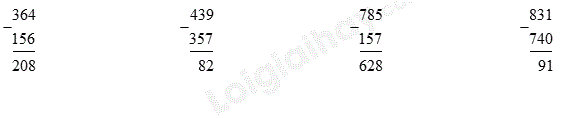 364 439 785 831
− − − −
156 357 157 740
208 82 628 91
Loigiaihay.com